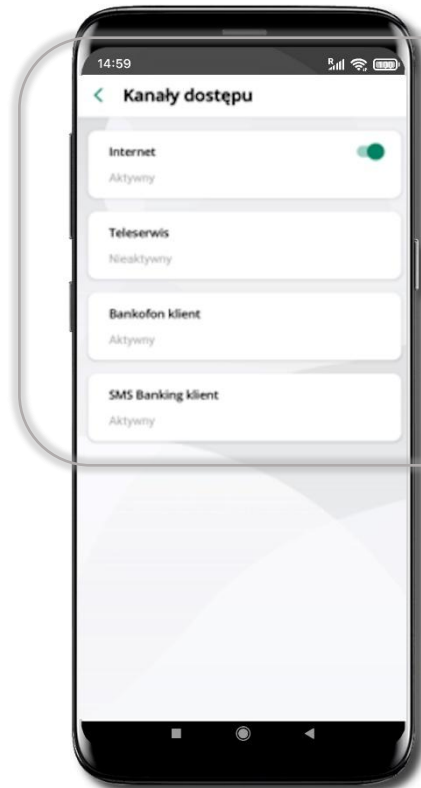 14:59
Kanały dostępu
Internet
Aktywny
Teleserwis
Nieaktywny
Bankofon klient
Aktywny
SMS Banking klient
Aktywny